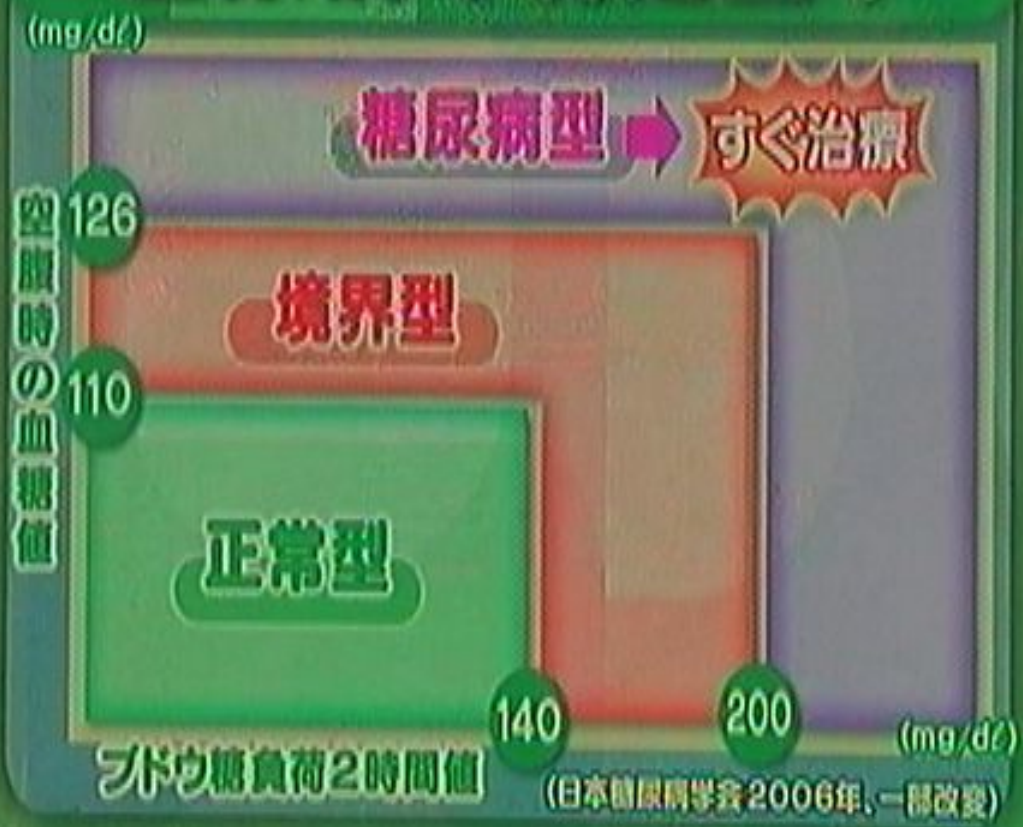 (mg/dℓ)
糖尿病型
すぐ治療
空腹時の血糖値
126
境界型
110
正常型
140
200
(mg/dℓ)
ブドウ糖負荷2時間値
(日本糖尿病学会2006年、一部改変)